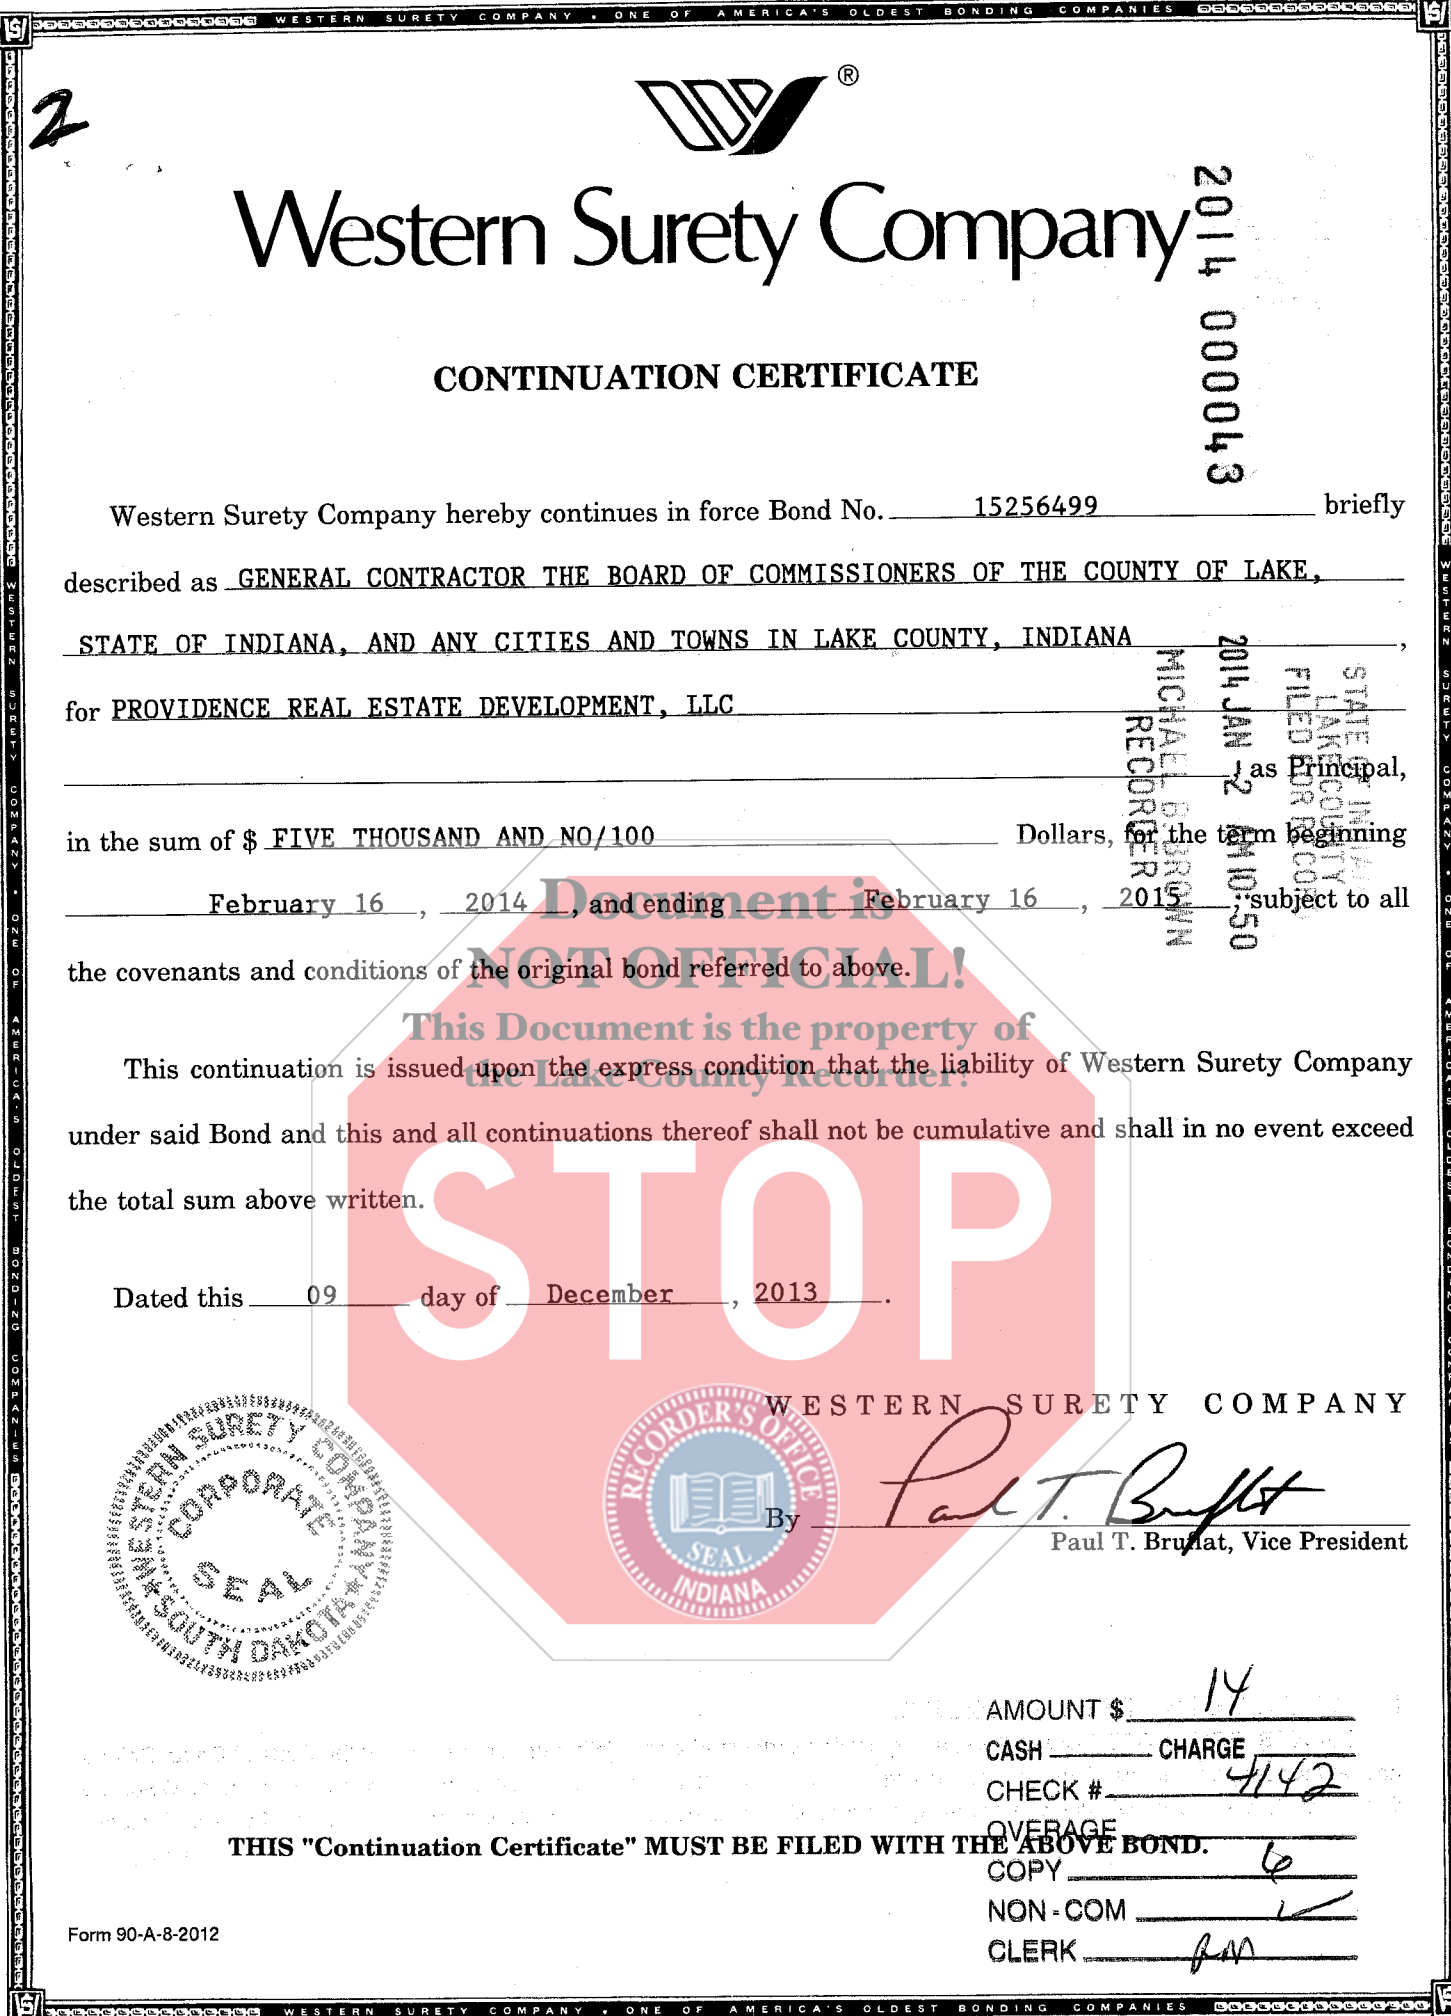 WESTERN SURETY COMPANY • ONE OF AMERICA'S OLDEST BONDING COMPANIES
2
®
Western Surety Company
2014 000043
CONTINUATION CERTIFICATE
Western Surety Company hereby continues in force Bond No. 15256499 briefly
described as GENERAL CONTRACTOR THE BOARD OF COMMISSIONERS OF THE COUNTY OF LAKE,
STATE OF INDIANA, AND ANY CITIES AND TOWNS IN LAKE COUNTY, INDIANA ,
for PROVIDENCE REAL ESTATE DEVELOPMENT, LLC
, as Principal,
in the sum of $ FIVE THOUSAND AND NO/100 Dollars, for the term beginning
February 16 , 2014 , and ending February 16 , 2015 , subject to all
the covenants and conditions of the original bond referred to above.
STATE OF INDIANA
LAKE COUNTY
FILED FOR RECORD
2014 JAN -2 AM 10:50
MICHAEL B. BROWN
RECORDER
Document is
NOT OFFICIAL!
This Document is the property of
the Lake County Recorder!
This continuation is issued upon the express condition that the liability of Western Surety Company
under said Bond and this and all continuations thereof shall not be cumulative and shall in no event exceed
the total sum above written.
STOP
Dated this 09 day of December , 2013 .
WESTERN SURETY COMPANY
WESTERN SURETY COMPANY ★ SOUTH DAKOTA ★
CORPORATE
SEAL
RECORDER'S OFFICE
SEAL
INDIANA
By Paul T. Bruflat
Paul T. Bruflat, Vice President
AMOUNT $ 14
CASH CHARGE
CHECK # 4142
OVERAGE
THIS "Continuation Certificate" MUST BE FILED WITH THE ABOVE BOND.
COPY 6
NON-COM ✓
CLERK
Form 90-A-8-2012
WESTERN SURETY COMPANY • ONE OF AMERICA'S OLDEST BONDING COMPANIES